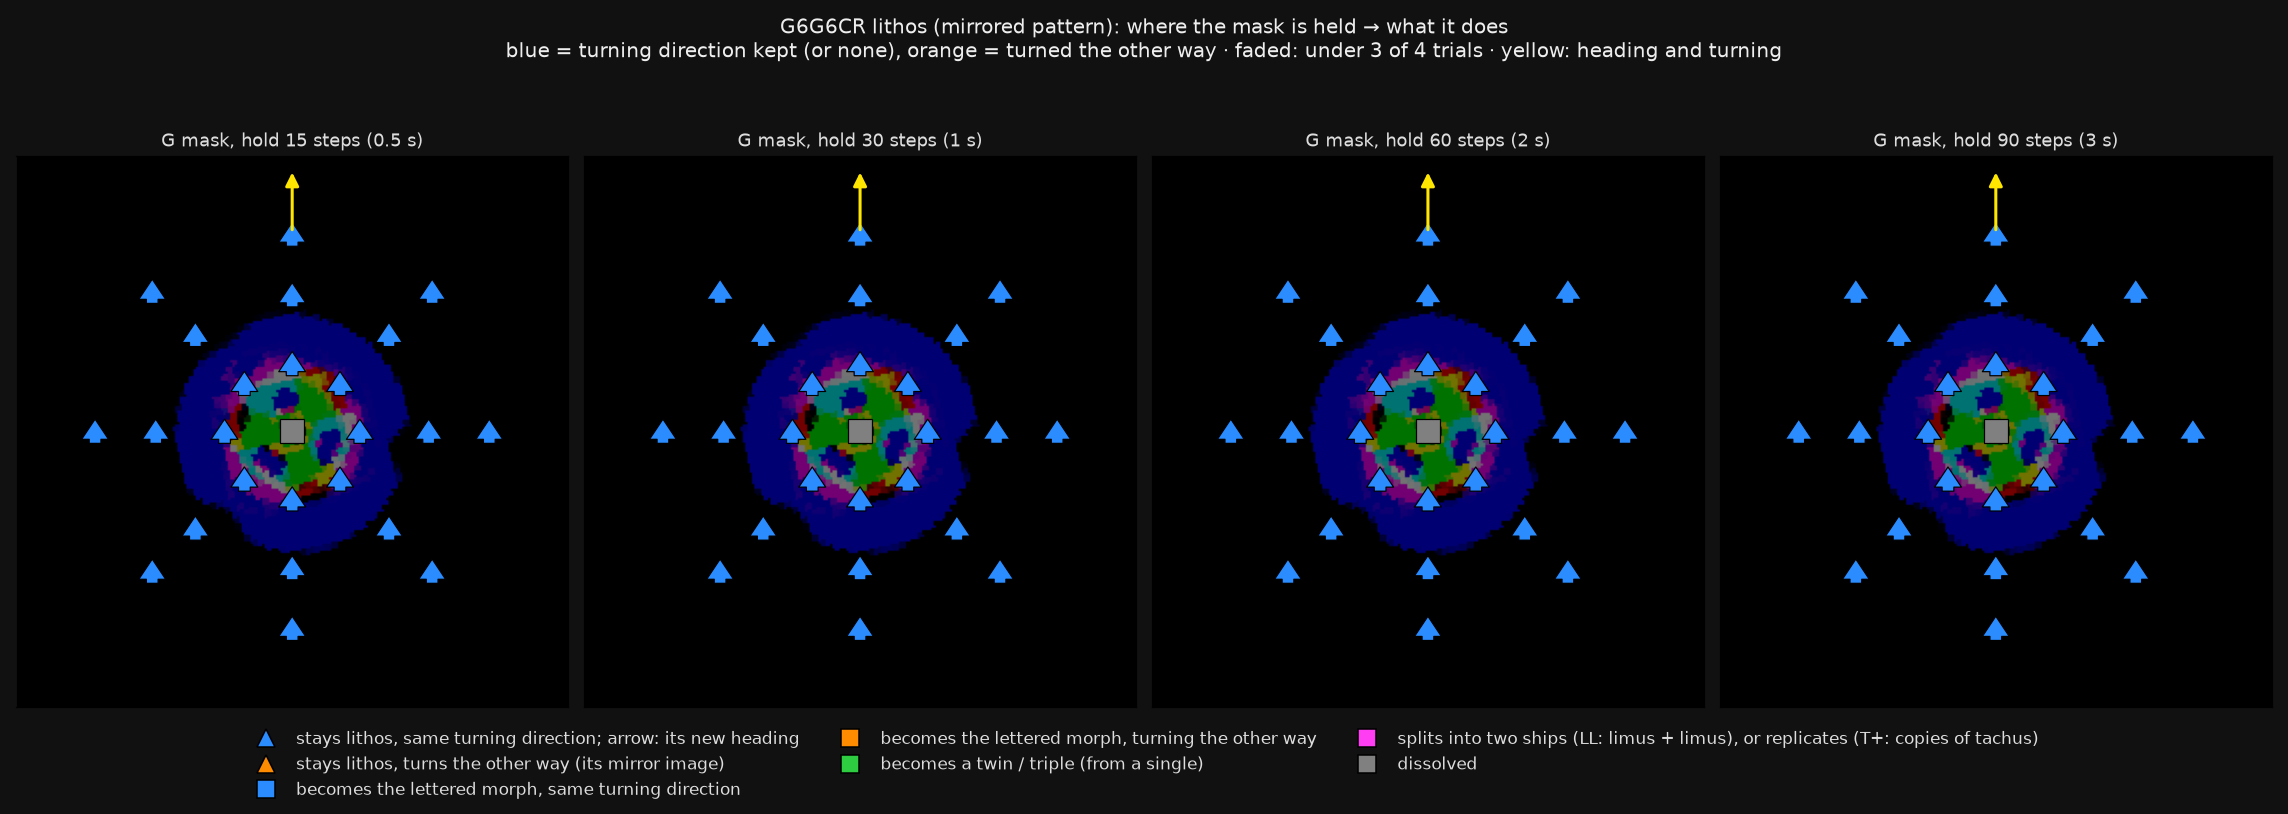 G6G6CR lithos (mirrored pattern): where the mask is held → what it does
blue = turning direction kept (or none), orange = turned the other way · faded: under 3 of 4 trials · yellow: heading and turning
G mask, hold 15 steps (0.5 s)
G mask, hold 30 steps (1 s)
G mask, hold 60 steps (2 s)
G mask, hold 90 steps (3 s)
stays lithos, same turning direction; arrow: its new heading
stays lithos, turns the other way (its mirror image)
becomes the lettered morph, same turning direction
becomes the lettered morph, turning the other way
becomes a twin / triple (from a single)
splits into two ships (LL: limus + limus), or replicates (T+: copies of tachus)
dissolved